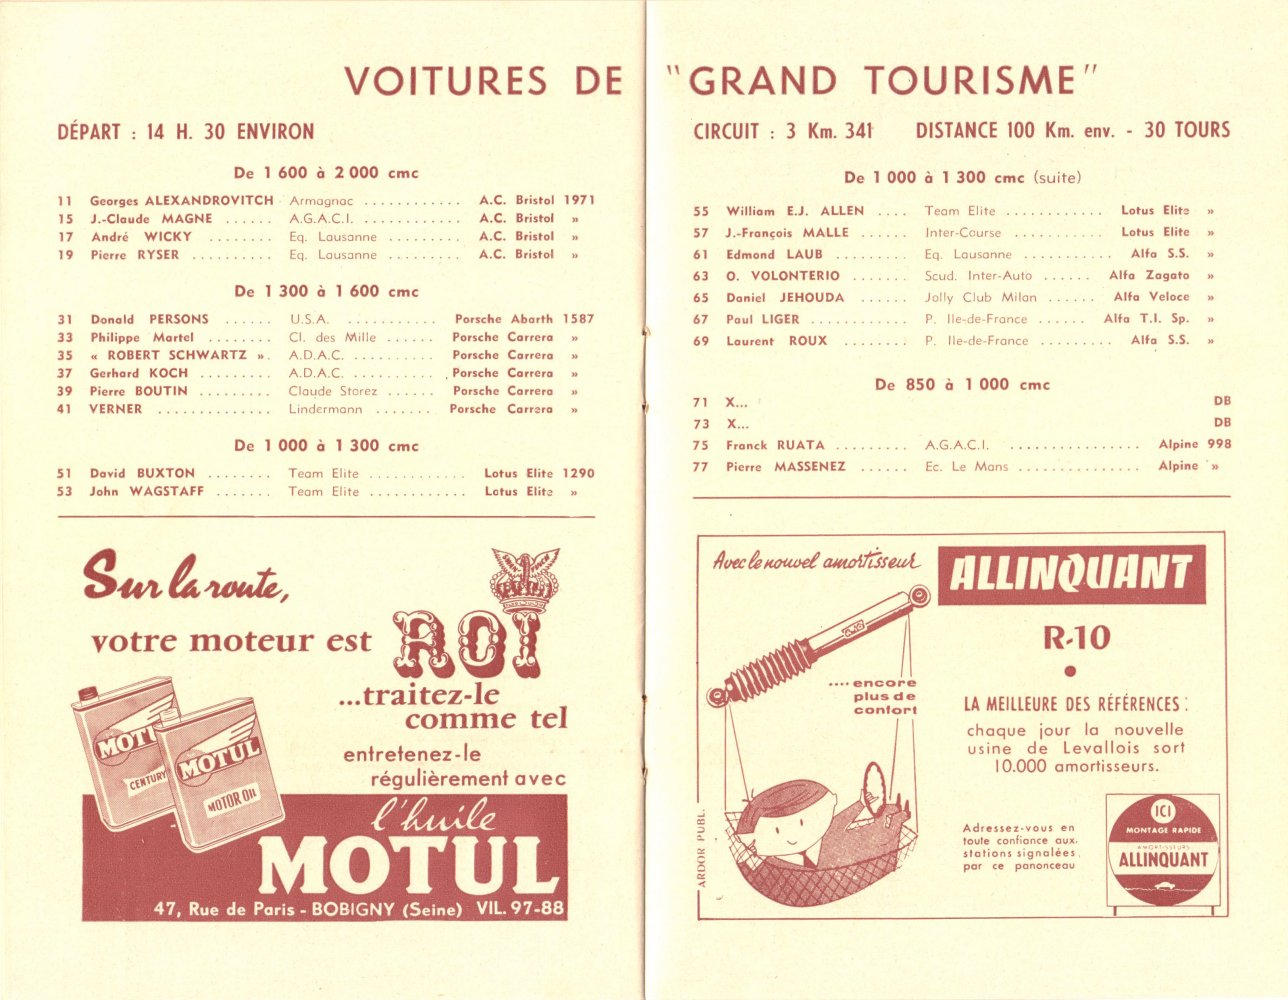 VOITURES DE "GRAND TOURISME"
DÉPART : 14 H. 30 ENVIRON
De 1 600 à 2 000 cmc
11 Georges ALEXANDROVITCH Armagnac ............ A.C. Bristol 1971
15 J.-Claude MAGNE ...... A.G.A.C.I. ............. A.C. Bristol »
17 André WICKY ........ Eq. Lausanne ......... A.C. Bristol »
19 Pierre RYSER .......... Eq. Lausanne ......... A.C. Bristol »
De 1 300 à 1 600 cmc
31 Donald PERSONS ...... U.S.A. ........... Porsche Abarth 1587
33 Philippe Martel ........ Cl. des Mille ...... Porsche Carrera »
35 « ROBERT SCHWARTZ ». A.D.A.C. .......... Porsche Carrera »
37 Gerhard KOCH ......... A.D.A.C. .......... Porsche Carrera »
39 Pierre BOUTIN ......... Claude Storez ...... Porsche Carrera »
41 VERNER .............. Lindermann ....... Porsche Carrera »
De 1 000 à 1 300 cmc
51 David BUXTON ........ Team Elite ............ Lotus Elite 1290
53 John WAGSTAFF ....... Team Elite ............ Lotus Elite »
Sur la route,
votre moteur est ROI
...traitez-le
comme tel
entretenez-le
régulièrement avec
l'huile
MOTUL
47, Rue de Paris - BOBIGNY (Seine) VIL. 97-88
MOTUL
CENTURY
MOTUL
MOTOR OIL
CIRCUIT : 3 Km. 341 DISTANCE 100 Km. env. - 30 TOURS
De 1 000 à 1 300 cmc (suite)
55 William E.J. ALLEN .... Team Elite ............ Lotus Elite »
57 J.-François MALLE ...... Inter-Course ........... Lotus Elite »
61 Edmond LAUB ......... Eq. Lausanne ........... Alfa S.S. »
63 O. VOLONTERIO ....... Scud. Inter-Auto ...... Alfa Zagato »
65 Daniel JEHOUDA ...... Jolly Club Milan ...... Alfa Veloce »
67 Paul LIGER ........... P. Ile-de-France ...... Alfa T.I. Sp. »
69 Laurent ROUX ......... P. Ile-de-France ......... Alfa S.S. »
De 850 à 1 000 cmc
71 X... DB
73 X... DB
75 Franck RUATA ......... A.G.A.C.I. ................ Alpine 998
77 Pierre MASSENEZ ...... Ec. Le Mans ............... Alpine »
Avec le nouvel amortisseur ALLINQUANT
R-10
.... encore
plus de
confort
LA MEILLEURE DES RÉFÉRENCES :
chaque jour la nouvelle
usine de Levallois sort
10.000 amortisseurs.
Adressez-vous en
toute confiance aux
stations signalées
par ce panonceau
ICI
MONTAGE RAPIDE
AMORTISSEURS
ALLINQUANT
ARDOR PUBL.